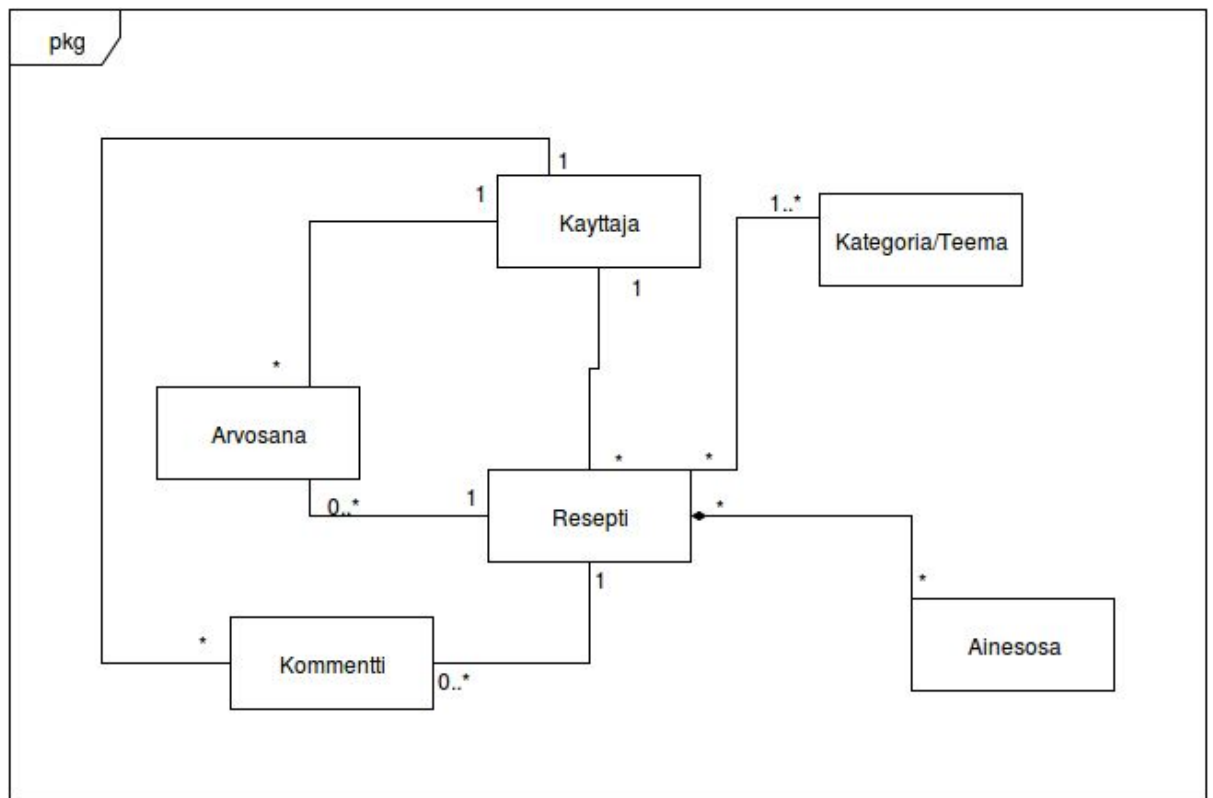 pkg
1
1
Kayttaja
1
1..*
Kategoria/Teema
*
Arvosana
0..*
1
*
*
Resepti
*
*
1
Ainesosa
*
Kommentti
0..*